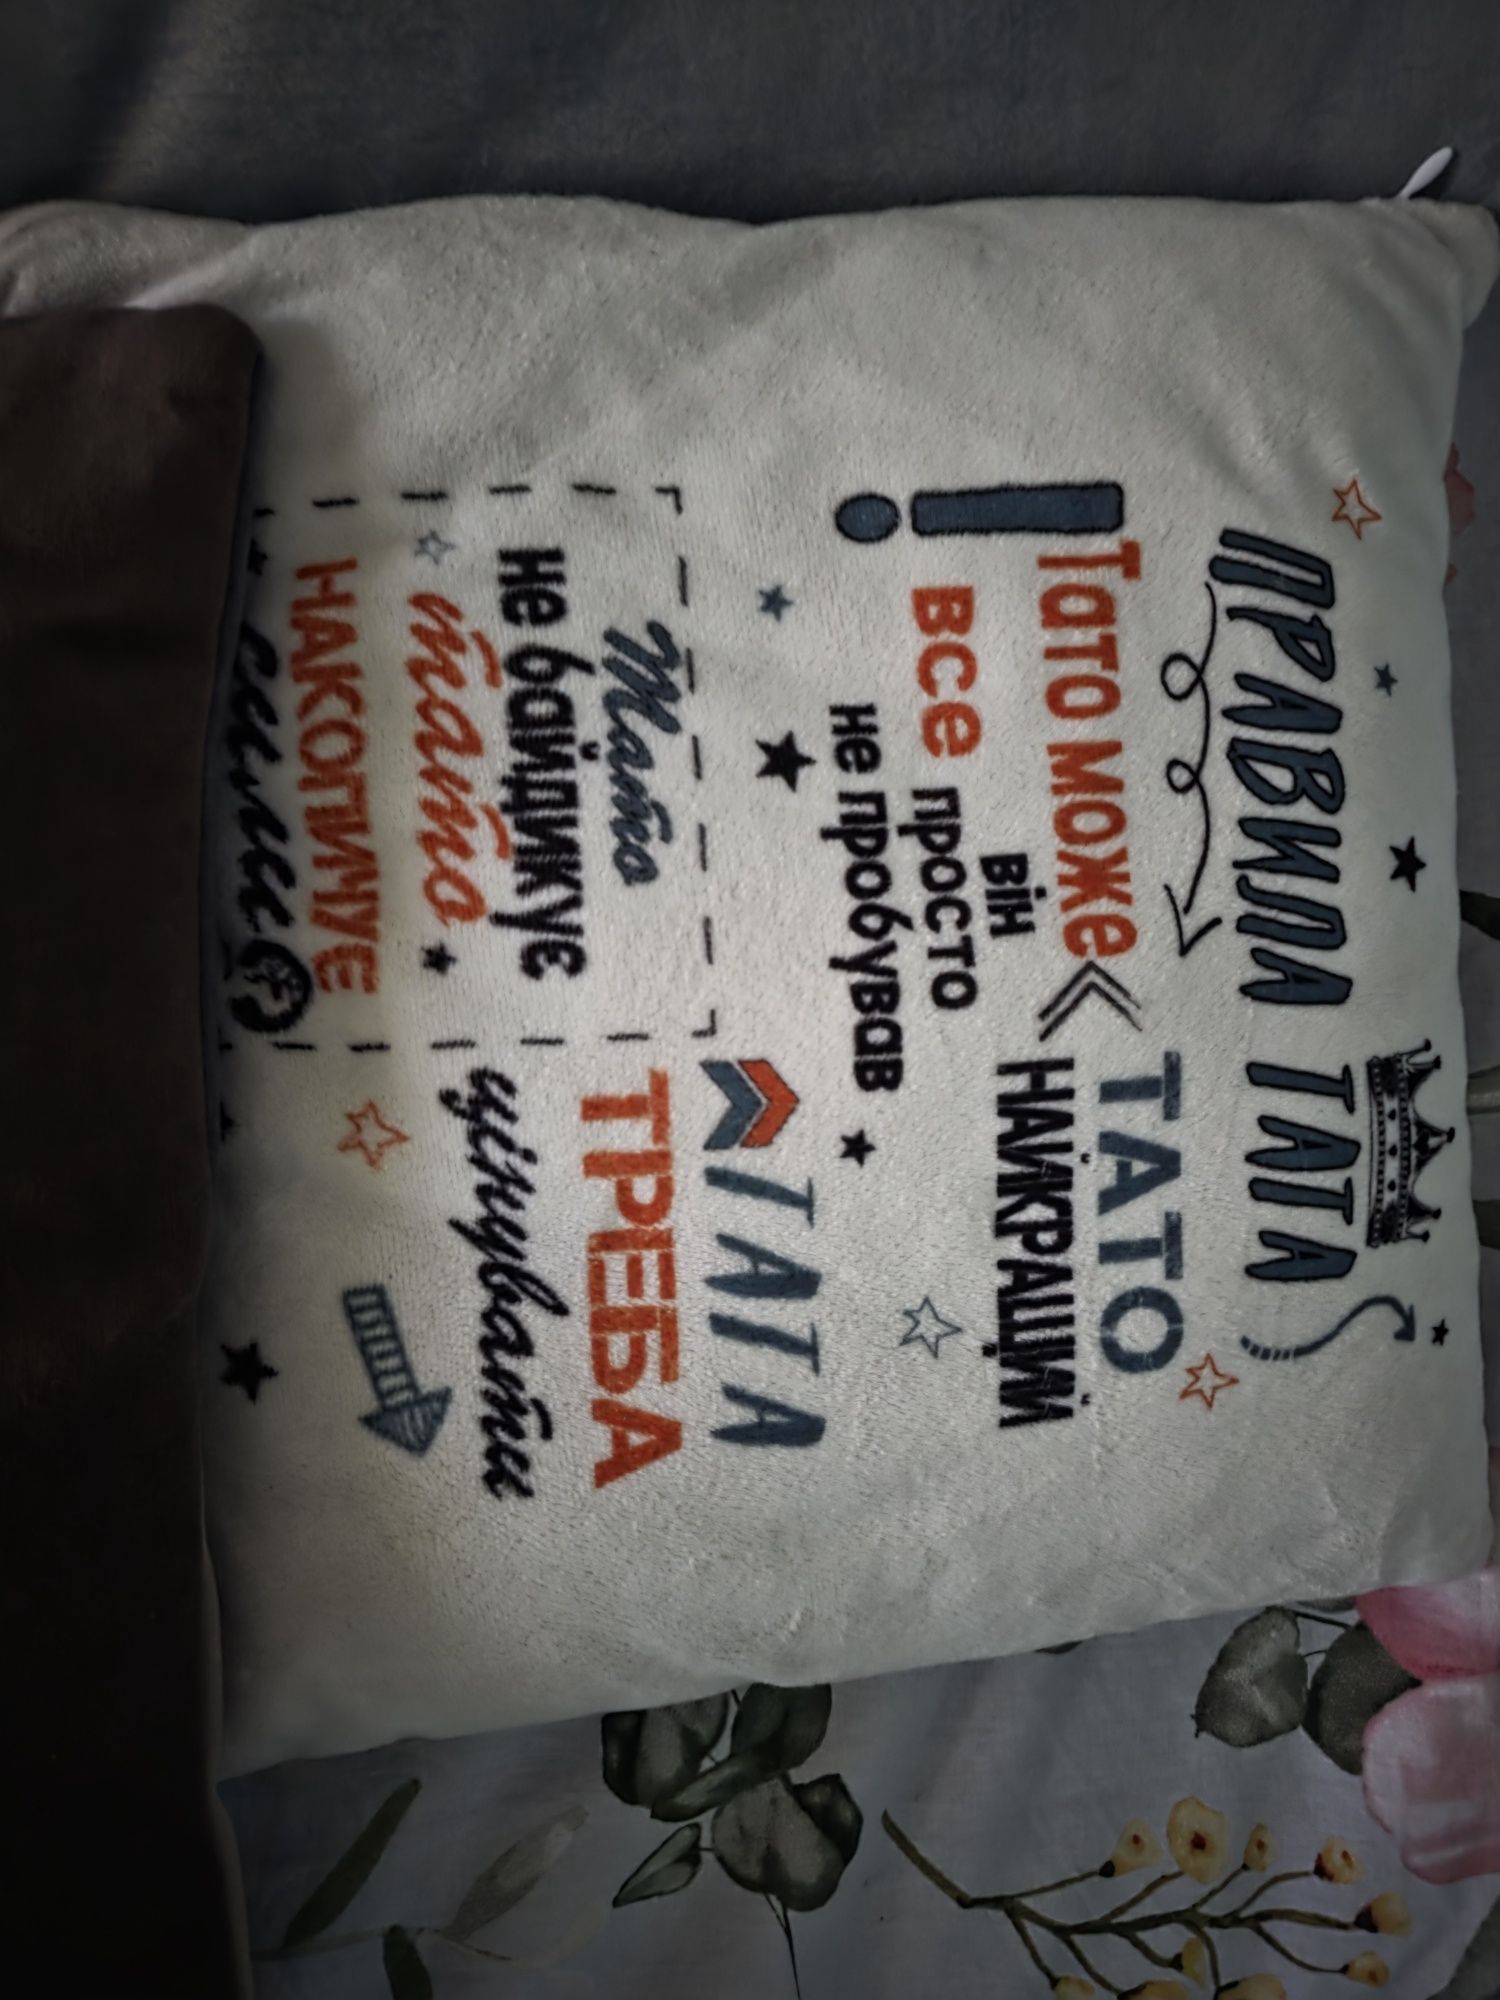 ПРАВИЛА ТАТА
Тато може
все
він
просто
не пробував
ТАТО
НАЙКРАЩИЙ
Тато
не байдикує
тато
НАКОПИЧУЄ
сили
ТАТА
ТРЕБА
цінувати